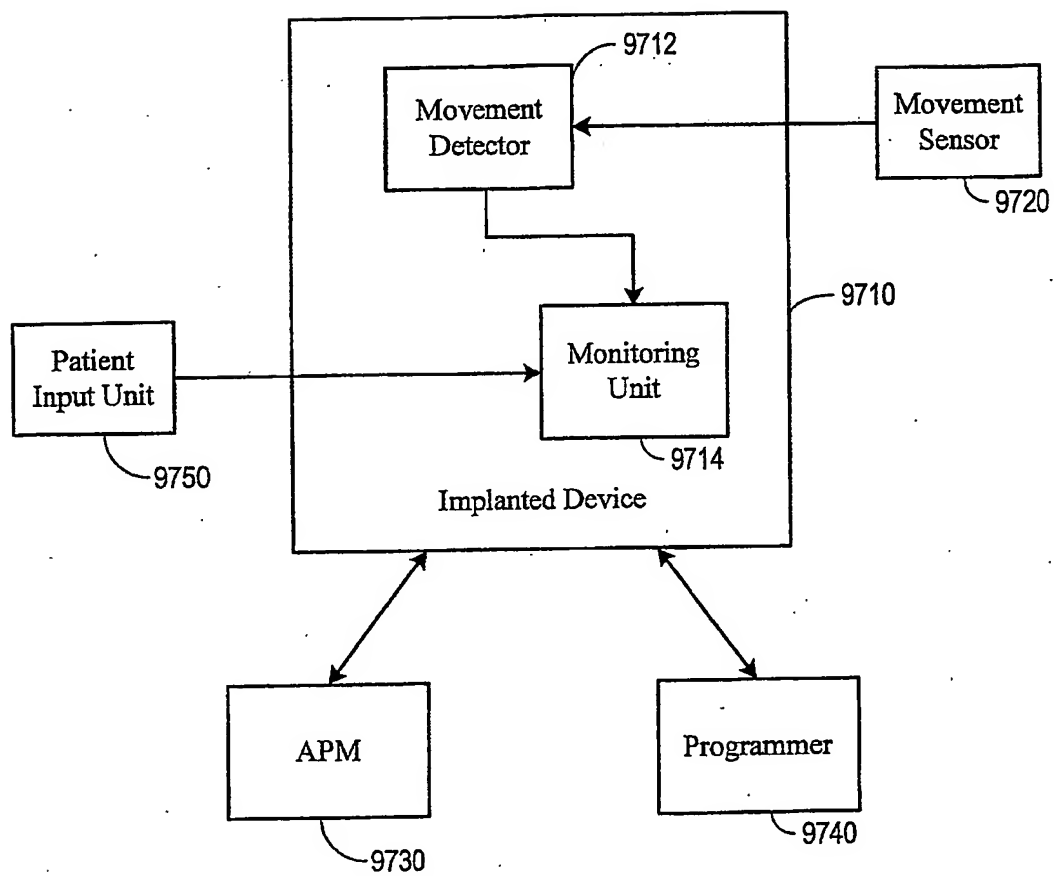 9712
Movement
Detector
Movement
Sensor
9720
9710
Patient
Input Unit
9750
Monitoring
Unit
9714
Implanted Device
APM
9730
Programmer
9740